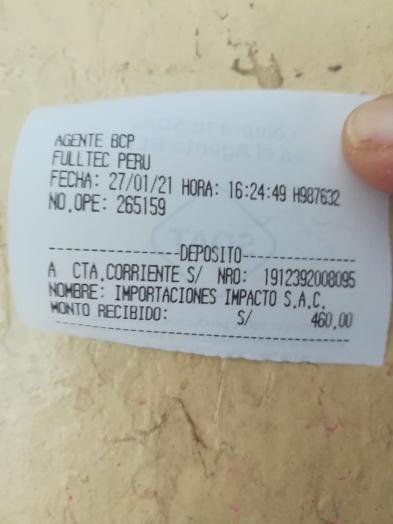 AGENTE BCP
FULLTEC PERU
FECHA: 27/01/21 HORA: 16:24:49 H987632
NO.OPE: 265159
--------------------DEPOSITO-----------------
A CTA.CORRIENTE S/ NRO: 1912392008095
NOMBRE: IMPORTACIONES IMPACTO S.A.C.
MONTO RECIBIDO: S/ 460.00
---------------------------------------------